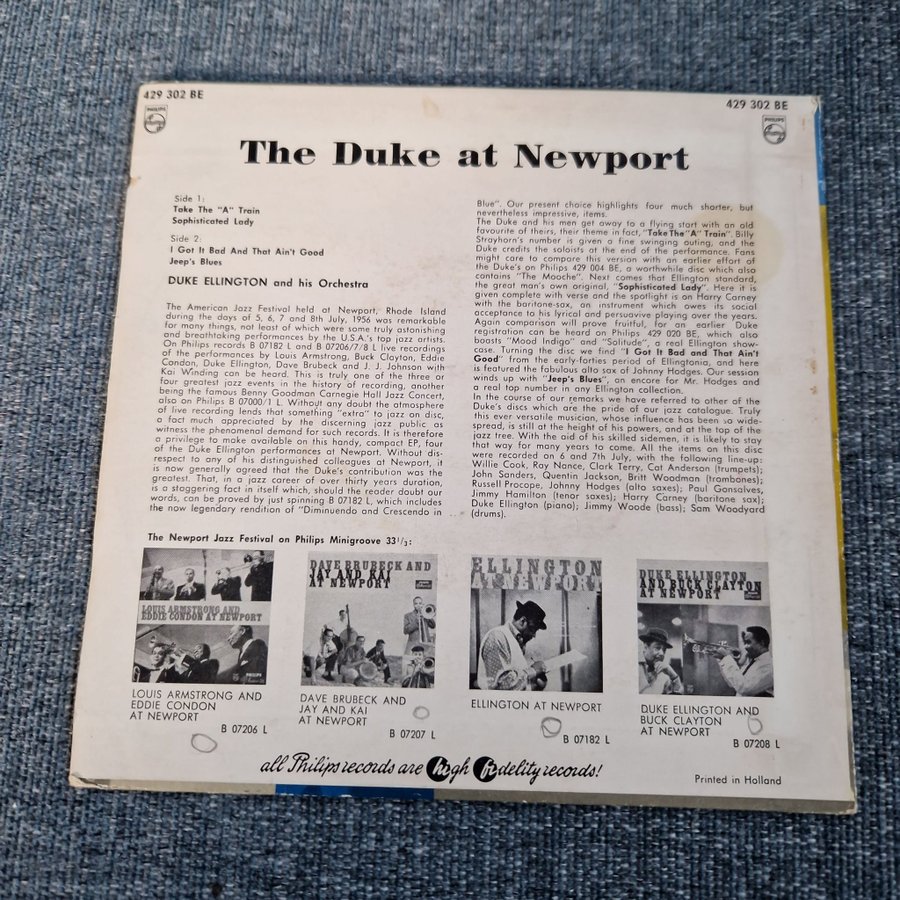 429 302 BE
429 302 BE
PHILIPS
PHILIPS
The Duke at Newport
Side 1:
Take The "A" Train
Sophisticated Lady
Side 2:
I Got It Bad And That Ain't Good
Jeep's Blues
DUKE ELLINGTON and his Orchestra
The American Jazz Festival held at Newport, Rhode Island
during the days of 5, 6, 7 and 8th July, 1956 was remarkable
for many things, not least of which were some truly astonishing
and breathtaking performances by the U.S.A.'s top jazz artists.
On Philips records B 07182 L and B 07206/7/8 L live recordings
of the performances by Louis Armstrong, Buck Clayton, Eddie
Condon, Duke Ellington, Dave Brubeck and J. J. Johnson with
Kai Winding can be heard. This is truly one of the three or
four greatest jazz events in the history of recording, another
being the famous Benny Goodman Carnegie Hall Jazz Concert,
also on Philips B 0700/1 L. Without any doubt the atmosphere
of live recording lends that something "extra" to jazz on disc,
a fact much appreciated by the discerning jazz public as
witness the phenomenal demand for such records. It is therefore
a privilege to make available on this handy, compact EP, four
of the Duke Ellington performances at Newport. Without dis-
respect to any of his distinguished colleagues at Newport, it
is now generally agreed that the Duke's contribution was the
greatest. That, in a jazz career of over thirty years duration,
is a staggering fact in itself which, should the reader doubt our
words, can be proved by just spinning B 07182 L, which includes
the now legendary rendition of "Diminuendo and Crescendo in
Blue". Our present choice highlights four much shorter, but
nevertheless impressive, items.
The Duke and his men get away to a flying start with an old
favourite of theirs, their theme in fact, "Take The "A" Train". Billy
Strayhorn's number is given a fine swinging outing, and the
Duke credits the soloists at the end of the performance. Fans
might care to compare this version with an earlier effort of
the Duke's on Philips 429 004 BE, a worthwhile disc which also
contains "The Mooche". Next comes that Ellington standard,
the great man's own original, "Sophisticated Lady". Here it is
given complete with verse and the spotlight is on Harry Carney
with the baritone-sax, an instrument which owes its social
acceptance to his lyrical and persuasive playing over the years.
Again comparison will prove fruitful, for an earlier Duke
registration can be heard on Philips 429 020 BE, which also
boasts "Mood Indigo" and "Solitude", a real Ellington show-
case. Turning the disc we find "I Got It Bad and That Ain't
Good" from the early-forties period of Ellingtonia, and here
is featured the fabulous alto sax of Johnny Hodges. Our session
winds up with "Jeep's Blues", an encore for Mr. Hodges and
a real top number in any Ellington collection.
In the course of our remarks we have referred to other of the
Duke's discs which are the pride of our jazz catalogue. Truly
this ever versatile musician, whose influence has been so wide-
spread, is still at the height of his powers, and at the top of the
jazz tree. With the aid of his skilled sidemen, it is likely to stay
that way for many years to come. All the items on this disc
were recorded on 6 and 7th July, with the following line-up:
Willie Cook, Ray Nance, Clark Terry, Cat Anderson (trumpets);
John Sanders, Quentin Jackson, Britt Woodman (trombones);
Russell Procope, Johnny Hodges (alto saxes); Paul Gonsalves,
Jimmy Hamilton (tenor saxes); Harry Carney (baritone sax);
Duke Ellington (piano); Jimmy Woode (bass); Sam Woodyard
(drums).
The Newport Jazz Festival on Philips Minigroove 33 1/3:
LOUIS ARMSTRONG AND
EDDIE CONDON AT NEWPORT
DAVE BRUBECK AND
JAY AND KAI
AT NEWPORT
ELLINGTON
AT NEWPORT
DUKE ELLINGTON
AND BUCK CLAYTON
AT NEWPORT
LOUIS ARMSTRONG AND
EDDIE CONDON
AT NEWPORT
B 07206 L
DAVE BRUBECK AND
JAY AND KAI
AT NEWPORT
B 07207 L
ELLINGTON AT NEWPORT
B 07182 L
DUKE ELLINGTON AND
BUCK CLAYTON
AT NEWPORT
B 07208 L
all Philips records are high fidelity records!
Printed in Holland